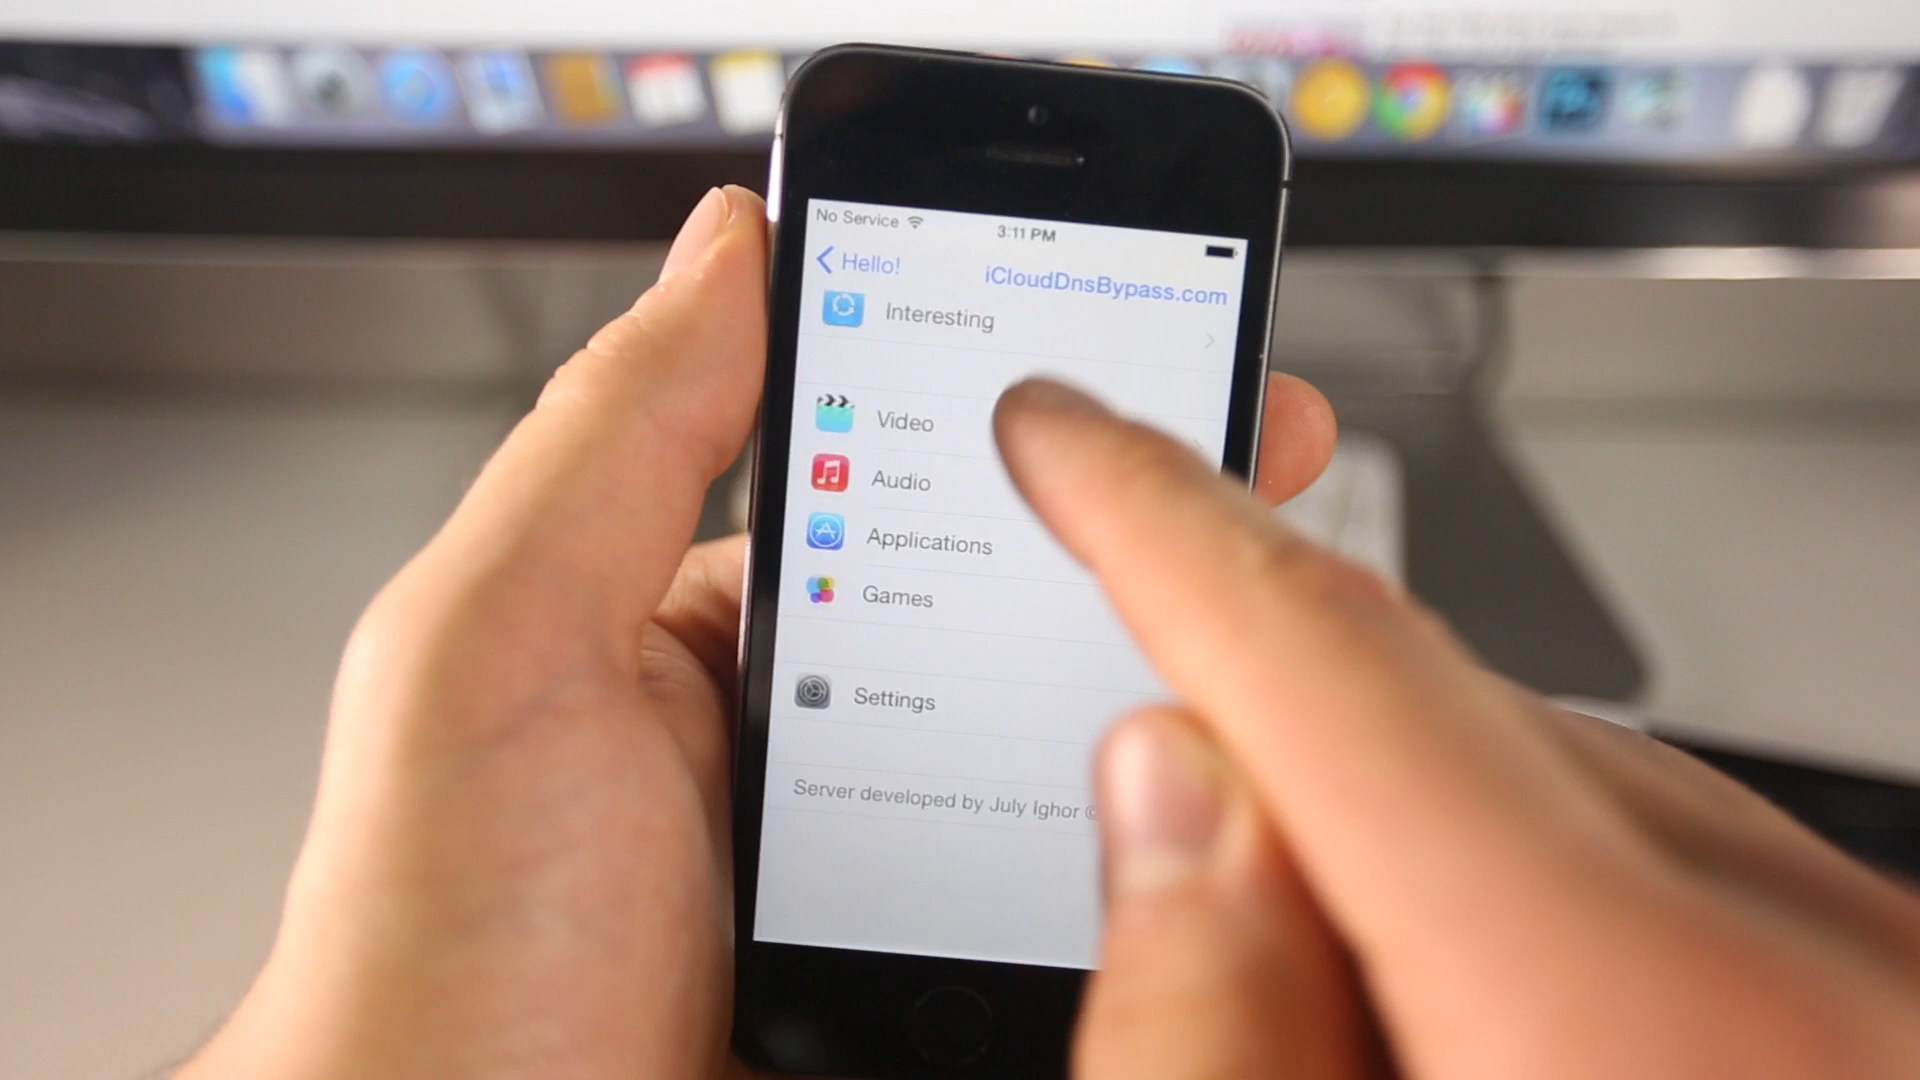 No Service
3:11 PM
Hello!
iCloudDnsBypass.com
Interesting
Video
Audio
Applications
Games
Settings
Server developed by July Ighor ©